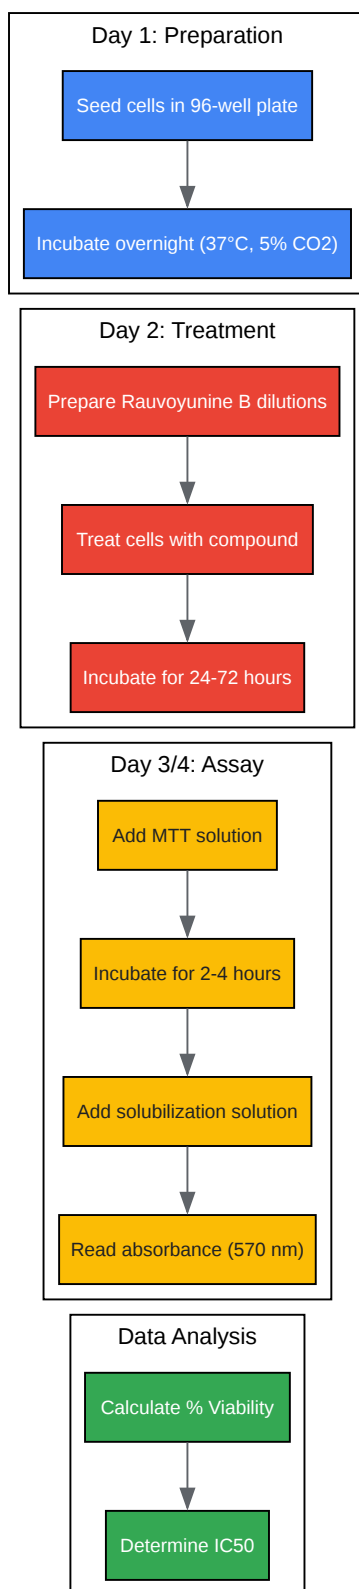 Day 1: Preparation
Seed cells in 96-well plate
Incubate overnight (37°C, 5% CO2)
Day 2: Treatment
Prepare Rauvoyunine B dilutions
Treat cells with compound
Incubate for 24-72 hours
Day 3/4: Assay
Add MTT solution
Incubate for 2-4 hours
Add solubilization solution
Read absorbance (570 nm)
Data Analysis
Calculate % Viability
Determine IC50